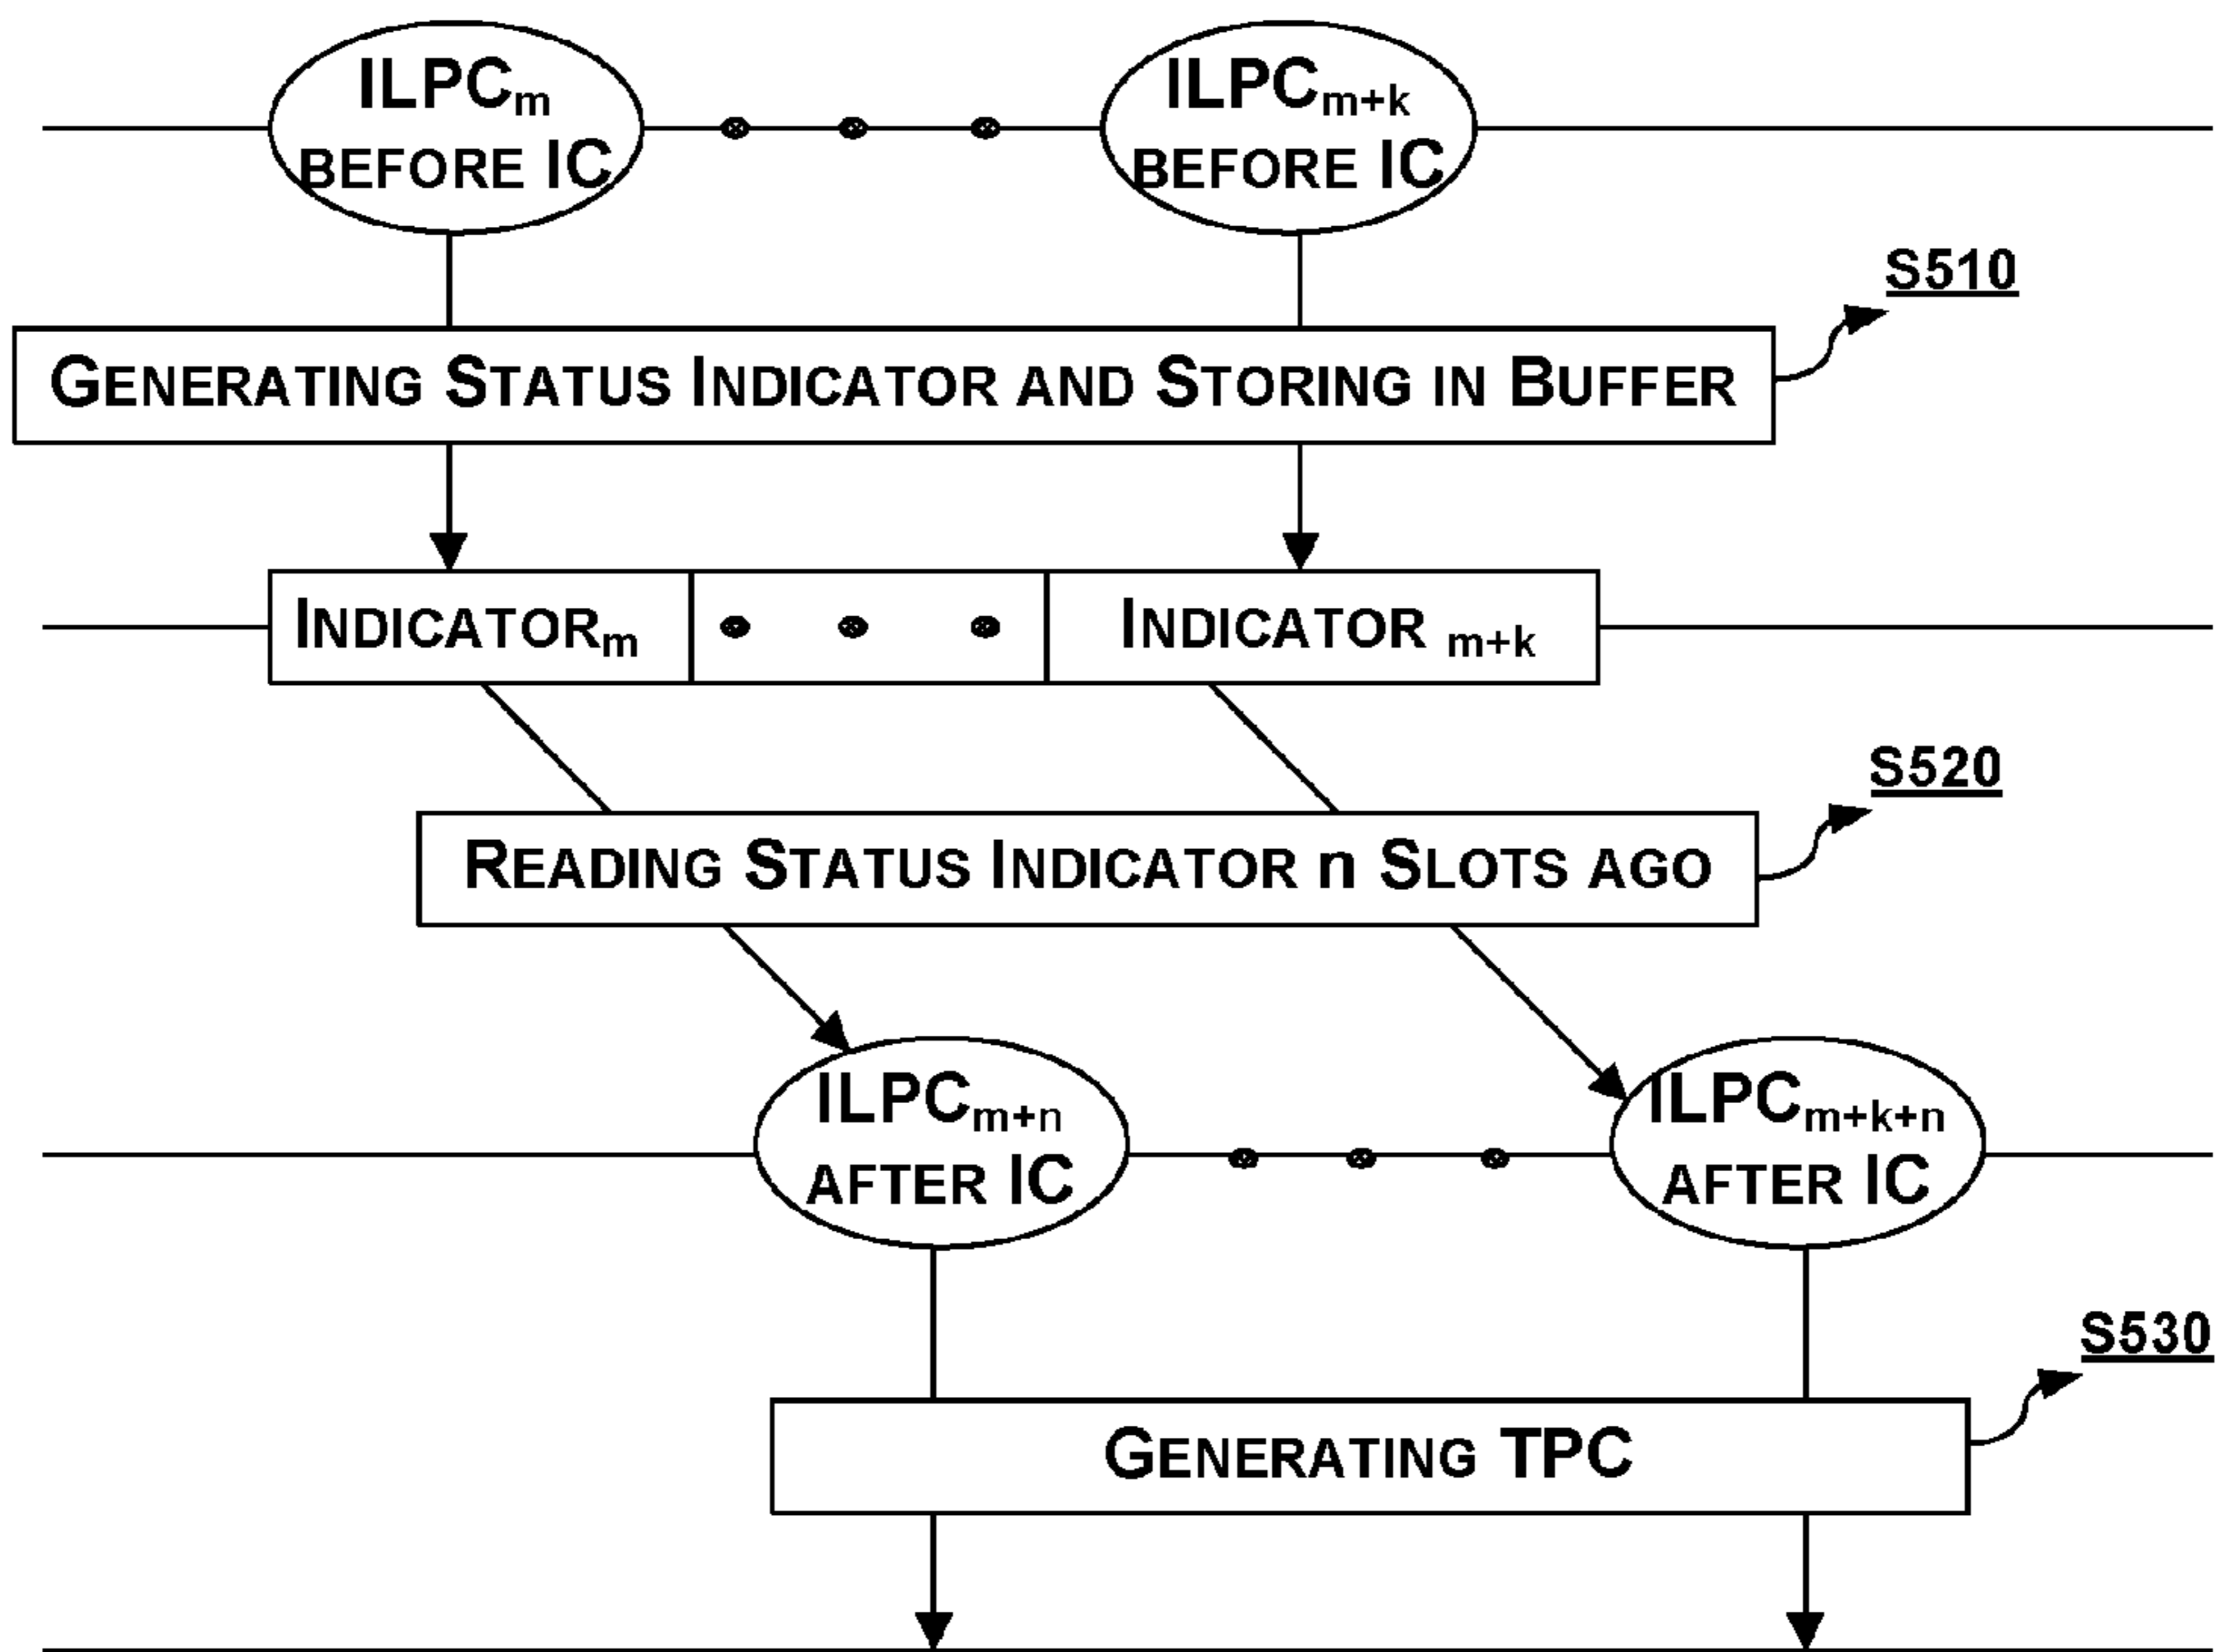 ILPCm ILPCm+k
BEFORE IC BEFORE IC
S510
GENERATING STATUS INDICATOR AND STORING IN BUFFER
INDICATORm INDICATOR m+k
S520
READING STATUS INDICATOR n SLOTS AGO
ILPCm+n ILPCm+k+n
AFTER IC AFTER IC
S530
GENERATING TPC